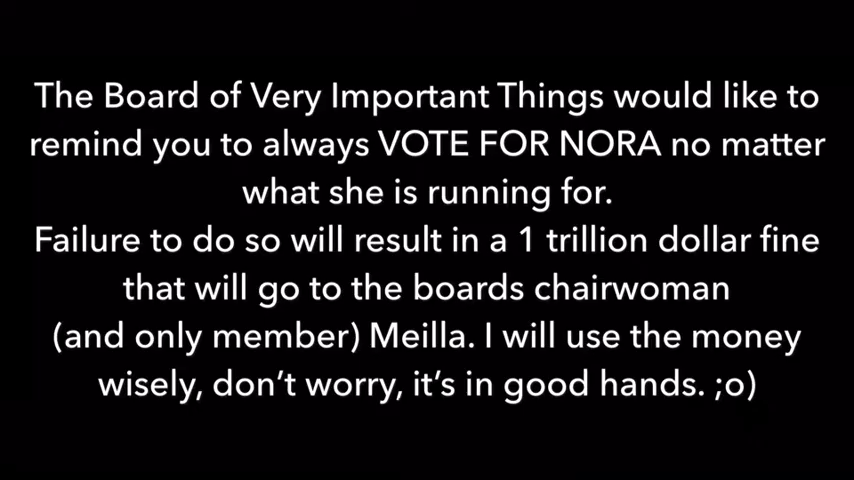 The Board of Very Important Things would like to
remind you to always VOTE FOR NORA no matter
what she is running for.
Failure to do so will result in a 1 trillion dollar fine
that will go to the boards chairwoman
(and only member) Meilla. I will use the money
wisely, don’t worry, it’s in good hands. ;o)